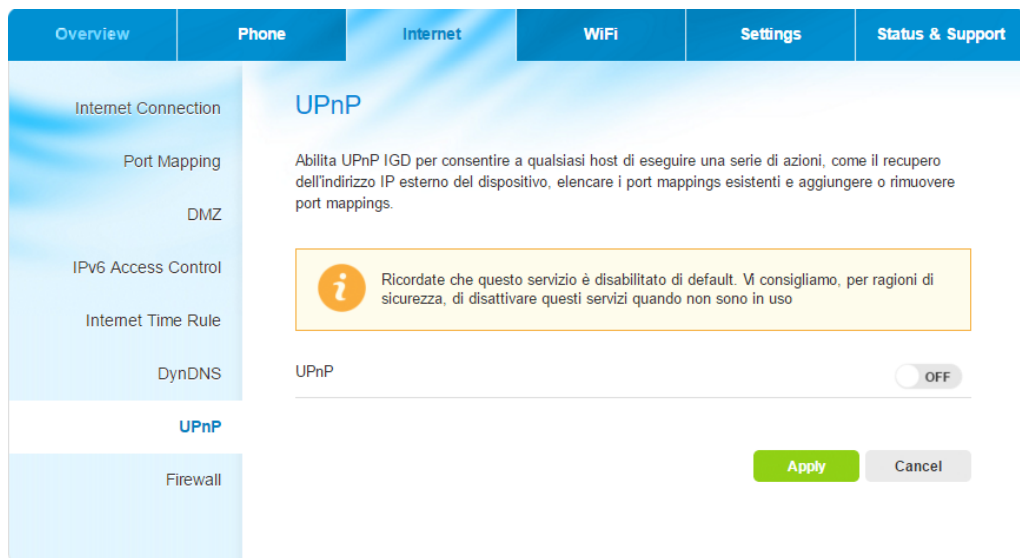 Overview
Phone
Internet
WiFi
Settings
Status & Support
Internet Connection
Port Mapping
DMZ
IPv6 Access Control
Internet Time Rule
DynDNS
UPnP
Firewall
UPnP
Abilita UPnP IGD per consentire a qualsiasi host di eseguire una serie di azioni, come il recupero
dell'indirizzo IP esterno del dispositivo, elencare i port mappings esistenti e aggiungere o rimuovere
port mappings.
i
Ricordate che questo servizio è disabilitato di default. Vi consigliamo, per ragioni di
sicurezza, di disattivare questi servizi quando non sono in uso
UPnP
OFF
Apply
Cancel